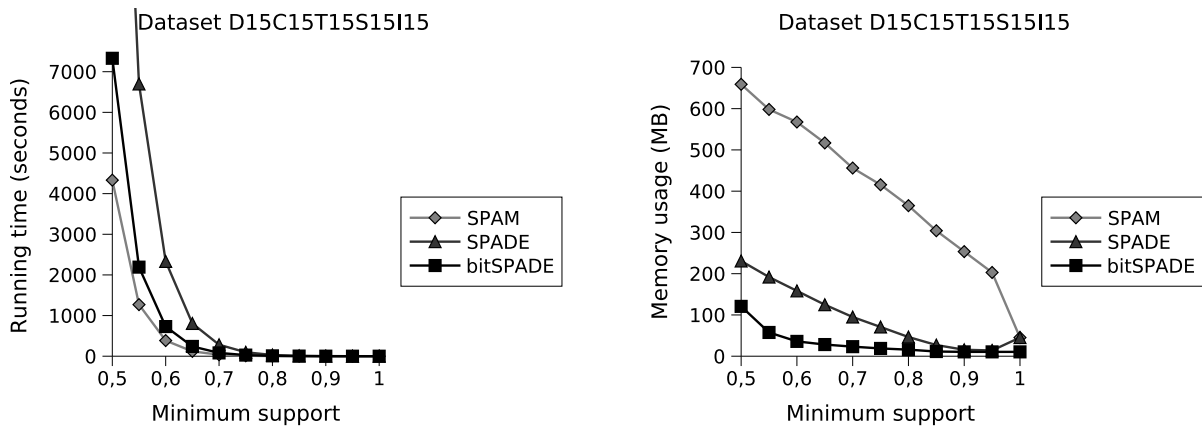 Dataset D15C15T15S15I15
Running time (seconds)
7000
6000
5000
4000
3000
2000
1000
0
0,5
0,6
0,7
0,8
0,9
1
Minimum support
SPAM
SPADE
bitSPADE
Dataset D15C15T15S15I15
Memory usage (MB)
700
600
500
400
300
200
100
0
0,5
0,6
0,7
0,8
0,9
1
Minimum support
SPAM
SPADE
bitSPADE